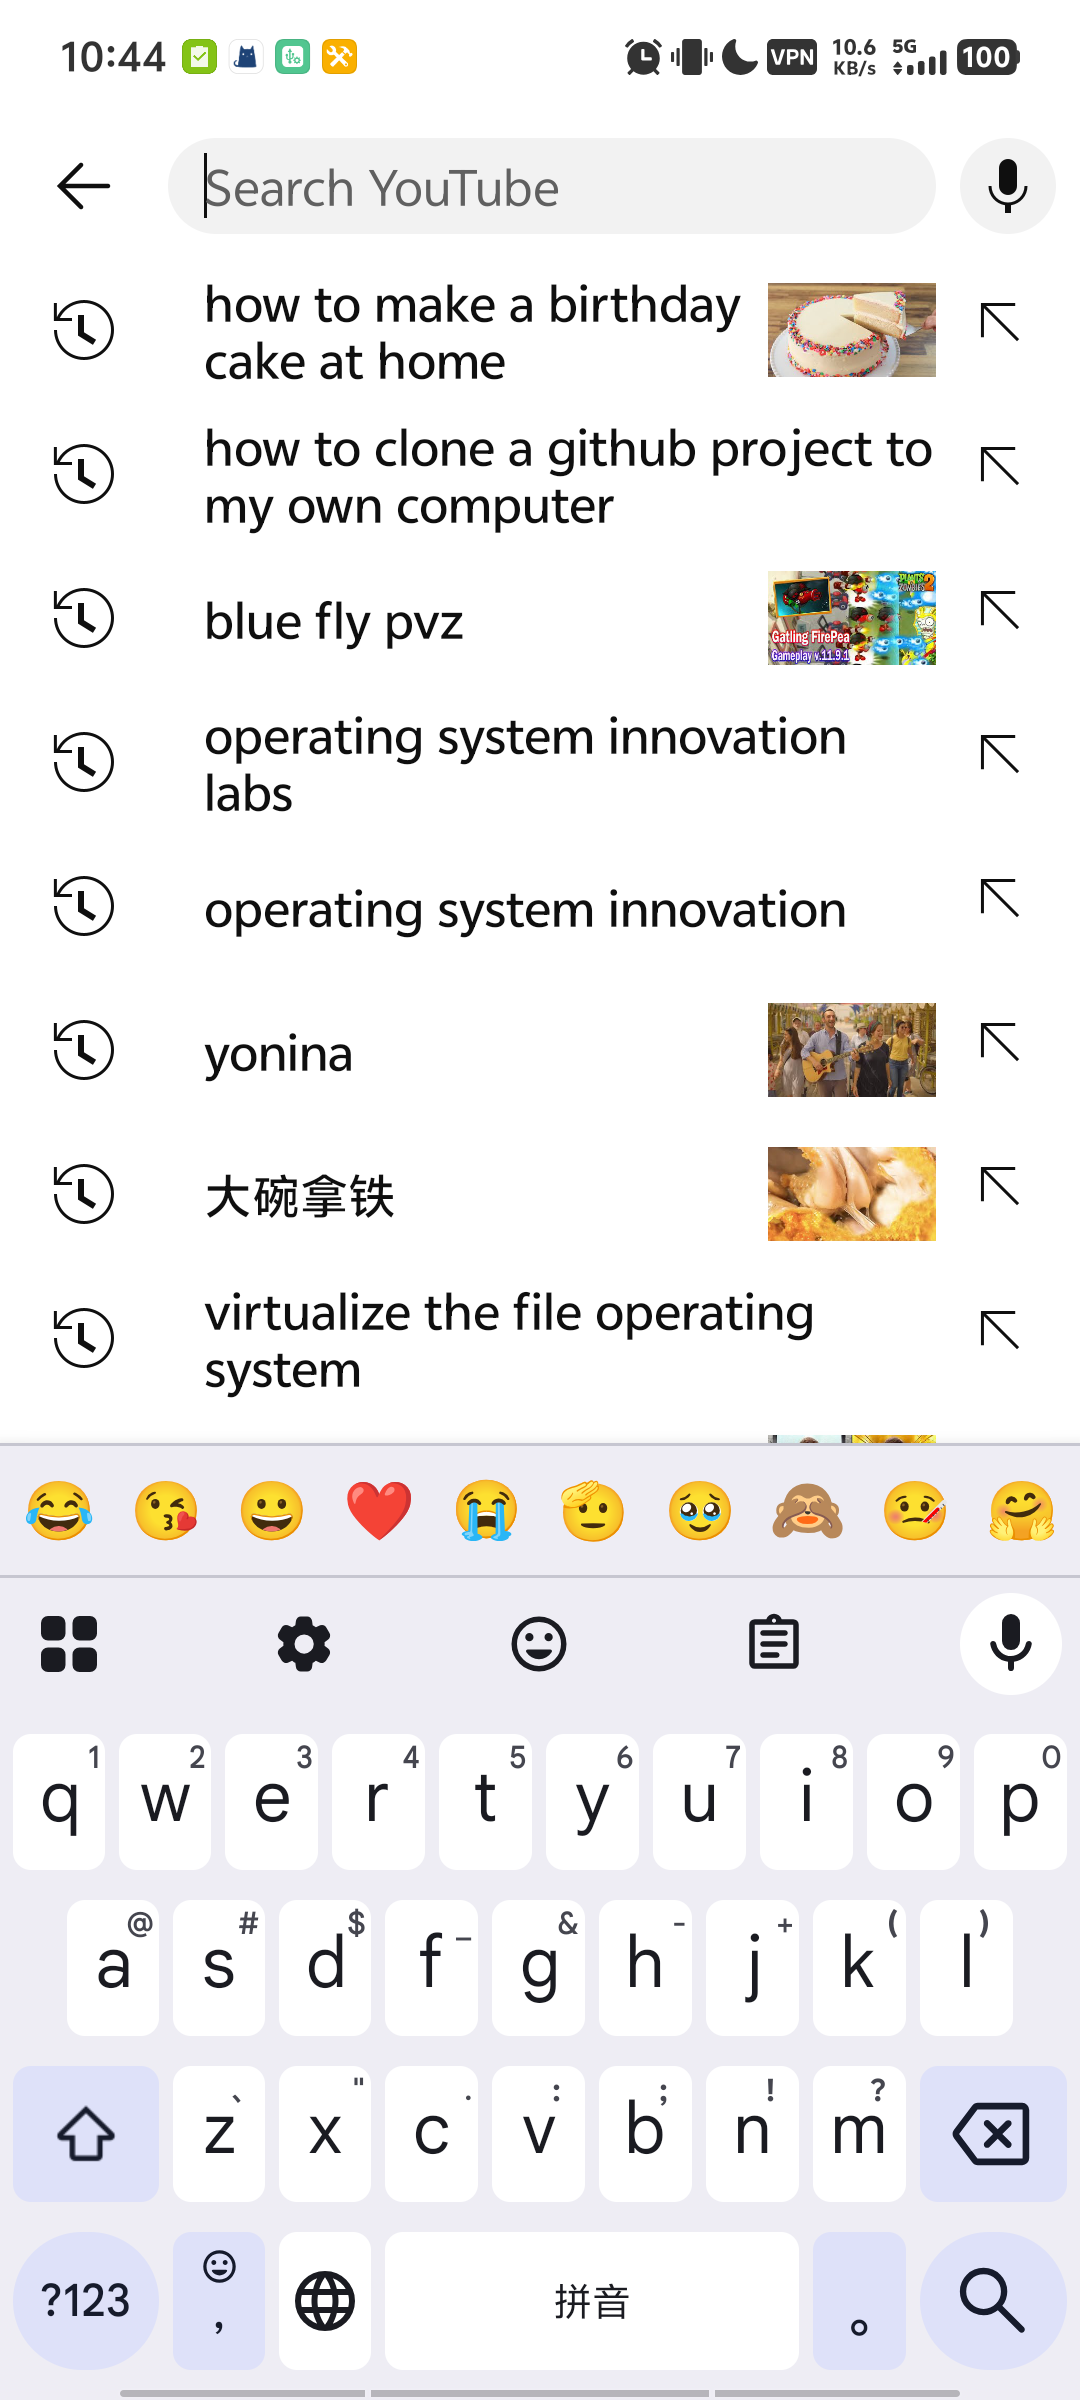 10:44
VPN
10.6 KB/s
5G
100
Search YouTube
how to make a birthday
cake at home
how to clone a github project to
my own computer
blue fly pvz
PLANTS ZOMBIES 2
Gatling FirePea
Gameplay v.11.9.1
operating system innovation
labs
operating system innovation
yonina
大碗拿铁
virtualize the file operating
system
😂 😘 😀 ❤️ 😭 🫡 🥹 🙈 🤒 🤗
1 2 3 4 5 6 7 8 9 0
q w e r t y u i o p
@ # $ _ & - + ( )
a s d f g h j k l
、 " . : ; ! ?
z x c v b n m
?123 , 拼音 。